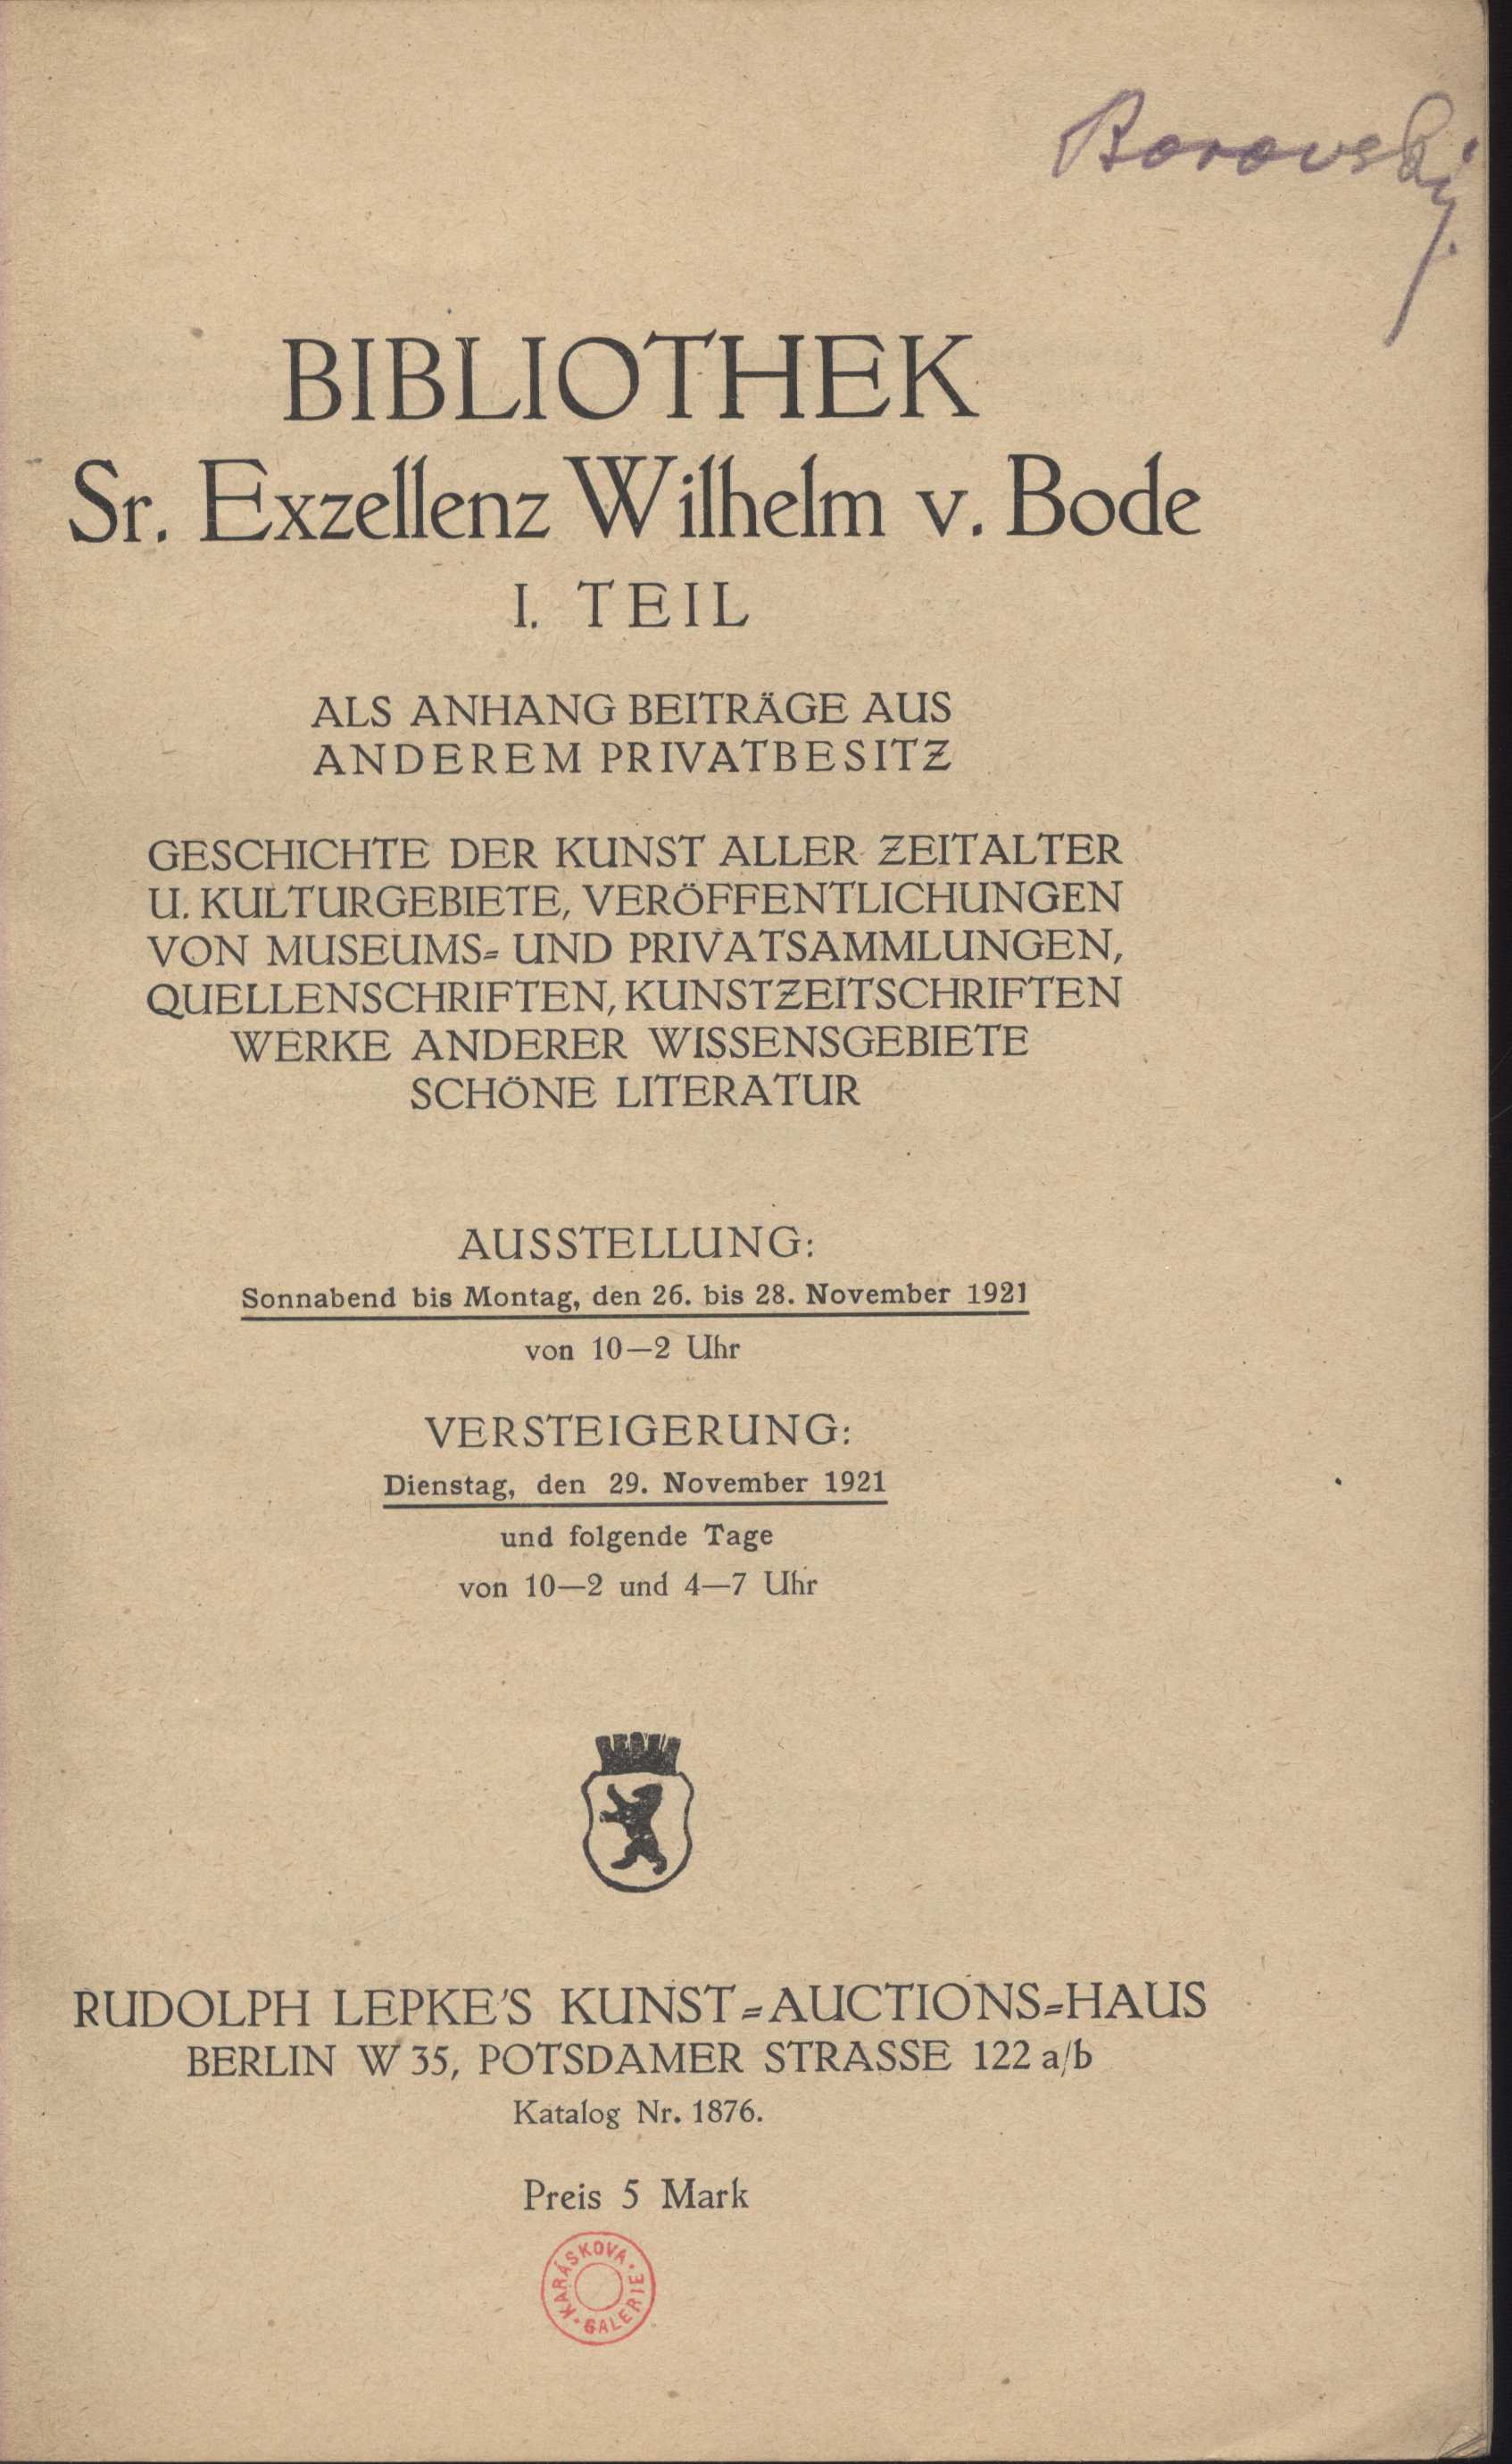 Borovský.
BIBLIOTHEK
Sr. Exzellenz Wilhelm v. Bode
I. TEIL
ALS ANHANG BEITRÄGE AUS
ANDEREM PRIVATBESITZ
GESCHICHTE DER KUNST ALLER ZEITALTER
U. KULTURGEBIETE, VERÖFFENTLICHUNGEN
VON MUSEUMS- UND PRIVATSAMMLUNGEN,
QUELLENSCHRIFTEN, KUNSTZEITSCHRIFTEN
WERKE ANDERER WISSENSGEBIETE
SCHÖNE LITERATUR
AUSSTELLUNG:
Sonnabend bis Montag, den 26. bis 28. November 1921
von 10—2 Uhr
VERSTEIGERUNG:
Dienstag, den 29. November 1921
und folgende Tage
von 10—2 und 4—7 Uhr
RUDOLPH LEPKE'S KUNST-AUCTIONS-HAUS
BERLIN W 35, POTSDAMER STRASSE 122 a/b
Katalog Nr. 1876.
Preis 5 Mark
KARÁSKOVA · GALERIE ·